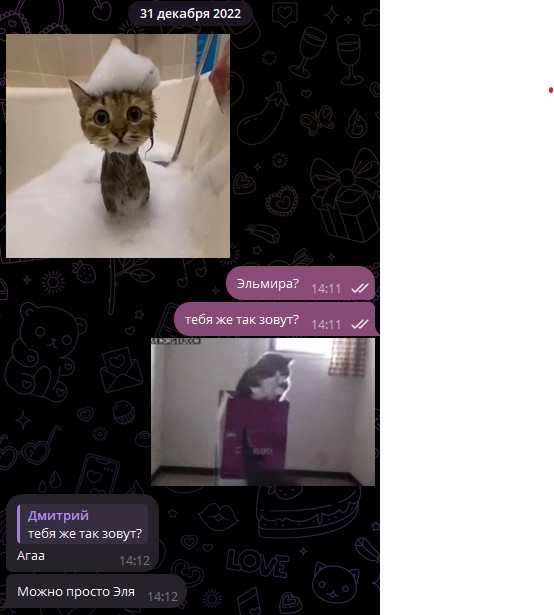 31 декабря 2022
Эльмира? 14:11
тебя же так зовут? 14:11
Дмитрий
тебя же так зовут?
Агаа 14:12
LOVE
Можно просто Эля 14:12